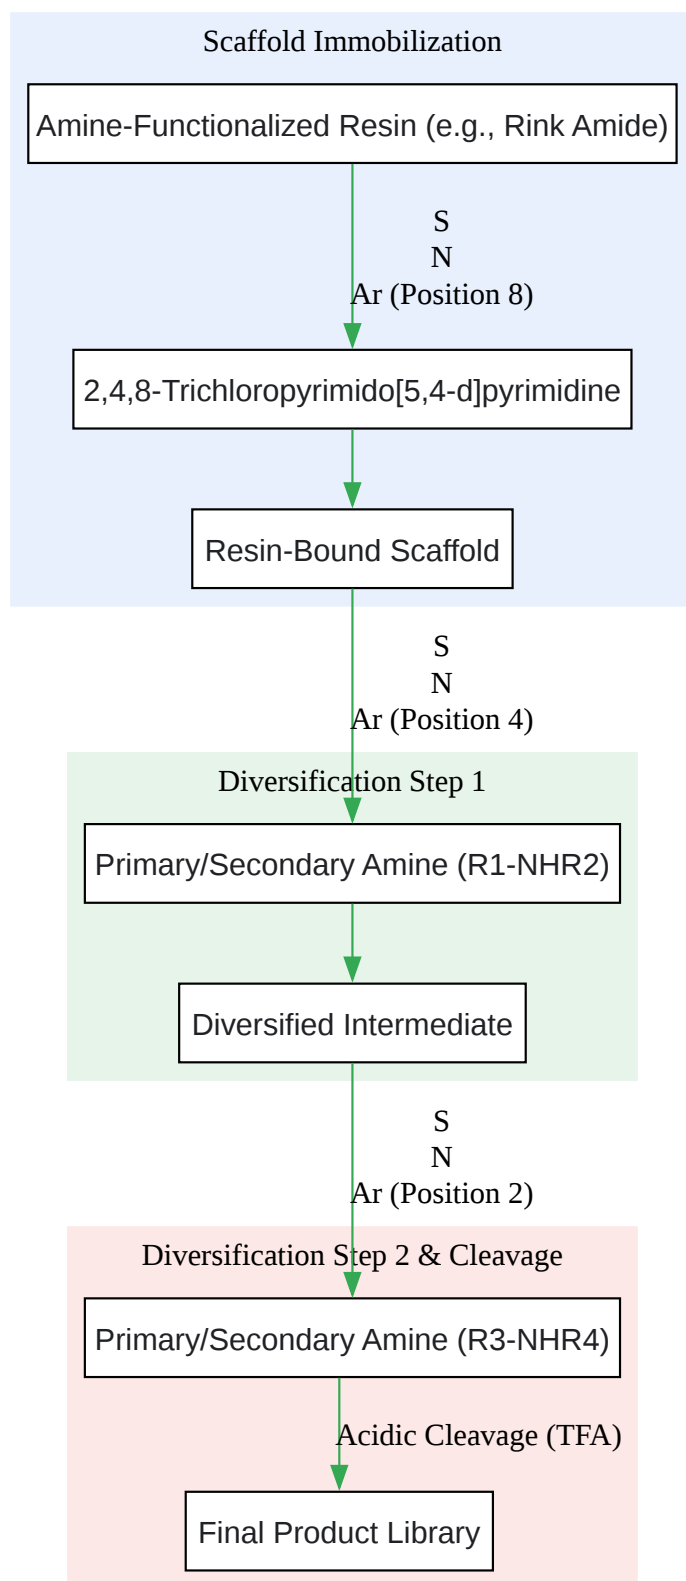 Scaffold Immobilization
Amine-Functionalized Resin (e.g., Rink Amide)
S
N
Ar (Position 8)
2,4,8-Trichloropyrimido[5,4-d]pyrimidine
Resin-Bound Scaffold
S
N
Ar (Position 4)
Diversification Step 1
Primary/Secondary Amine (R1-NHR2)
Diversified Intermediate
S
N
Ar (Position 2)
Diversification Step 2 & Cleavage
Primary/Secondary Amine (R3-NHR4)
Acidic Cleavage (TFA)
Final Product Library